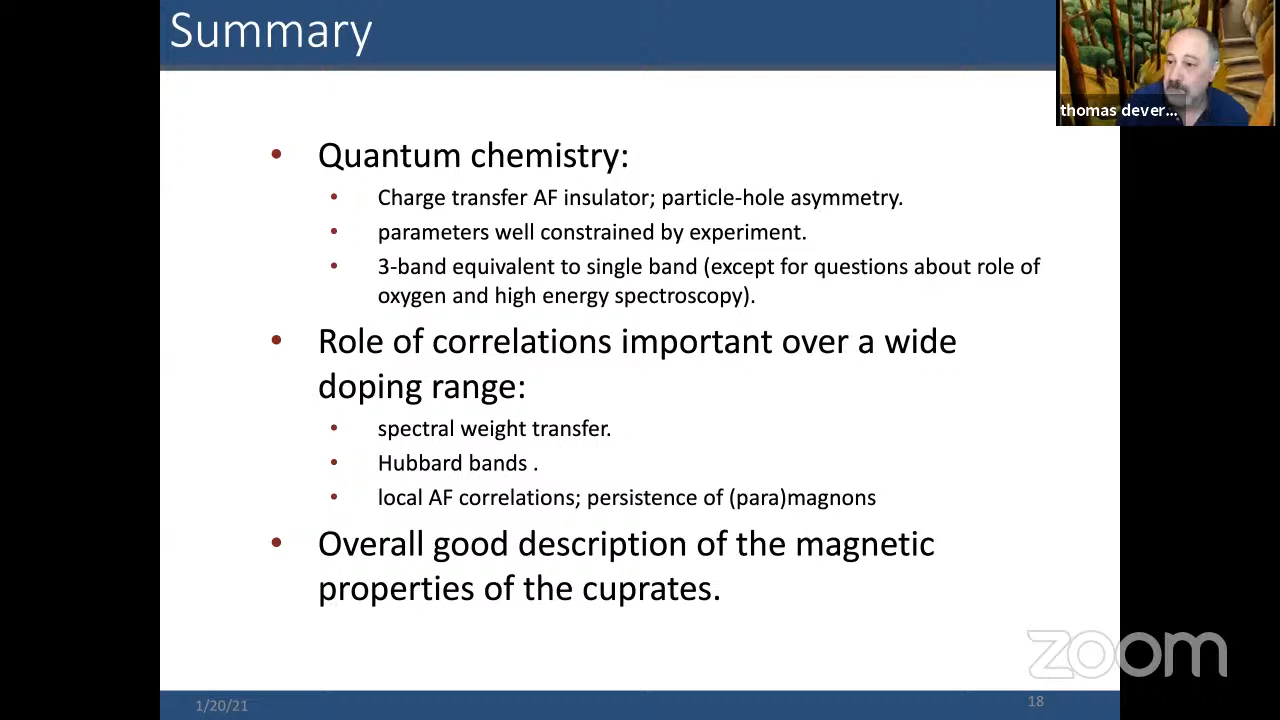 Summary
thomas dever...
• Quantum chemistry:
• Charge transfer AF insulator; particle-hole asymmetry.
• parameters well constrained by experiment.
• 3-band equivalent to single band (except for questions about role of
oxygen and high energy spectroscopy).
• Role of correlations important over a wide
doping range:
• spectral weight transfer.
• Hubbard bands .
• local AF correlations; persistence of (para)magnons
• Overall good description of the magnetic
properties of the cuprates.
zoom
1/20/21
18